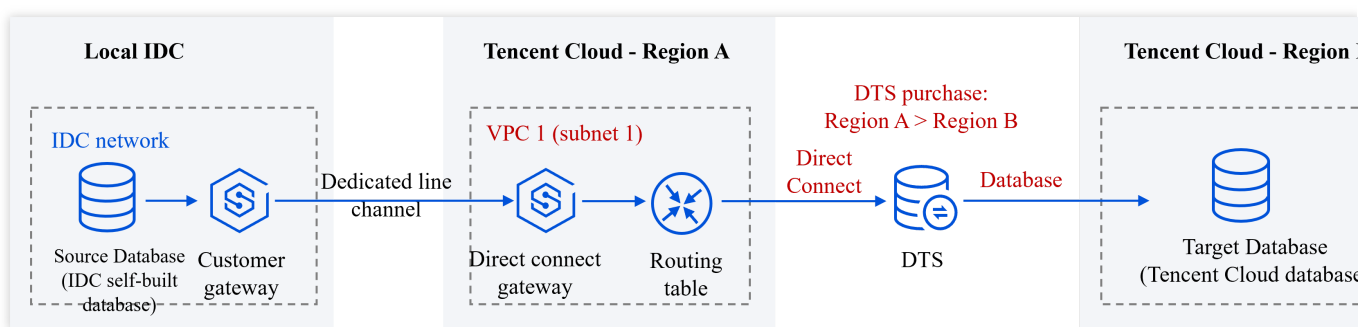 Local IDC
Tencent Cloud - Region A
Tencent Cloud - Region
DTS purchase:
Region A > Region B
IDC network
VPC 1 (subnet 1)
Dedicated line
channel
Direct
Connect
Database
Source Database
(IDC self-built
database)
Customer
gateway
Direct connect
gateway
Routing
table
DTS
Target Database
(Tencent Cloud database